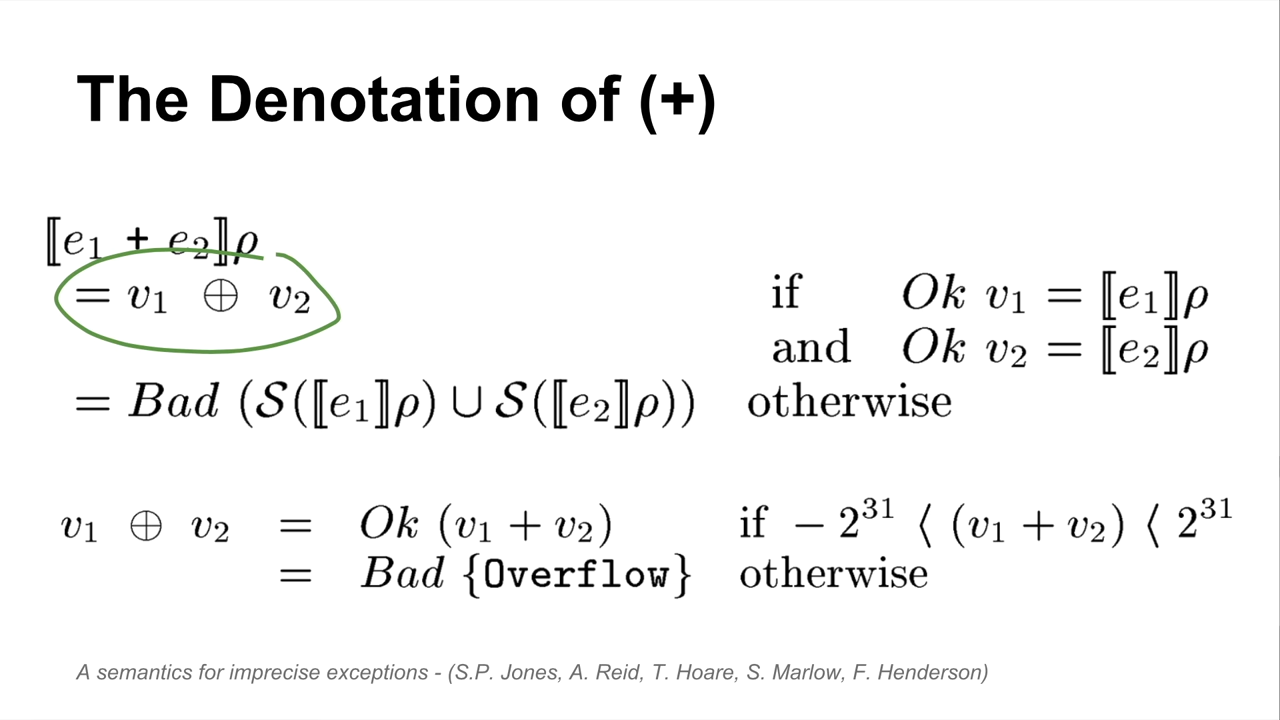 The Denotation of (+)
⟦e₁ + e₂⟧ρ
= v₁ ⊕ v₂ if Ok v₁ = ⟦e₁⟧ρ
and Ok v₂ = ⟦e₂⟧ρ
= Bad (𝒮(⟦e₁⟧ρ) ∪ 𝒮(⟦e₂⟧ρ)) otherwise
v₁ ⊕ v₂ = Ok (v₁ + v₂) if − 2³¹ ⟨ (v₁ + v₂) ⟨ 2³¹
= Bad {Overflow} otherwise
A semantics for imprecise exceptions - (S.P. Jones, A. Reid, T. Hoare, S. Marlow, F. Henderson)